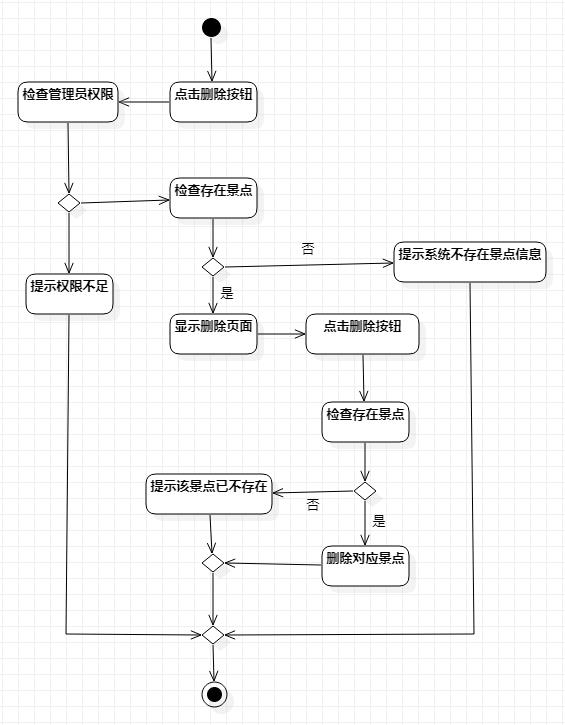 点击删除按钮
检查管理员权限
检查存在景点
否
提示系统不存在景点信息
提示权限不足
是
显示删除页面
点击删除按钮
检查存在景点
提示该景点已不存在
否
是
删除对应景点